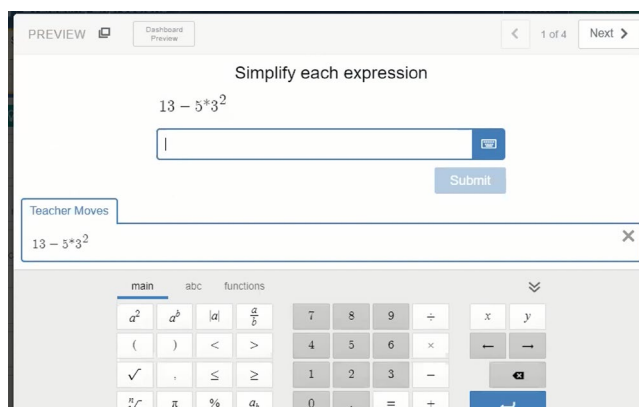 PREVIEW Dashboard Preview < 1 of 4 Next >
Simplify each expression
13 − 5*3²
Submit
Teacher Moves
13 − 5*3²
main abc functions
a² aᵇ |a| a/b 7 8 9 ÷ x y
( ) < > 4 5 6 × ← →
√ , ≤ ≥ 1 2 3 −
ⁿ√ π % 0 . = +